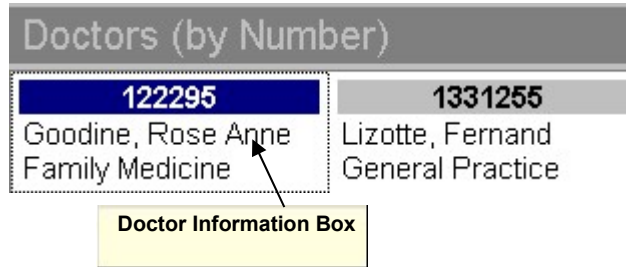 Doctors (by Number)
122295
Goodine, Rose Anne
Family Medicine
1331255
Lizotte, Fernand
General Practice
Doctor Information Box